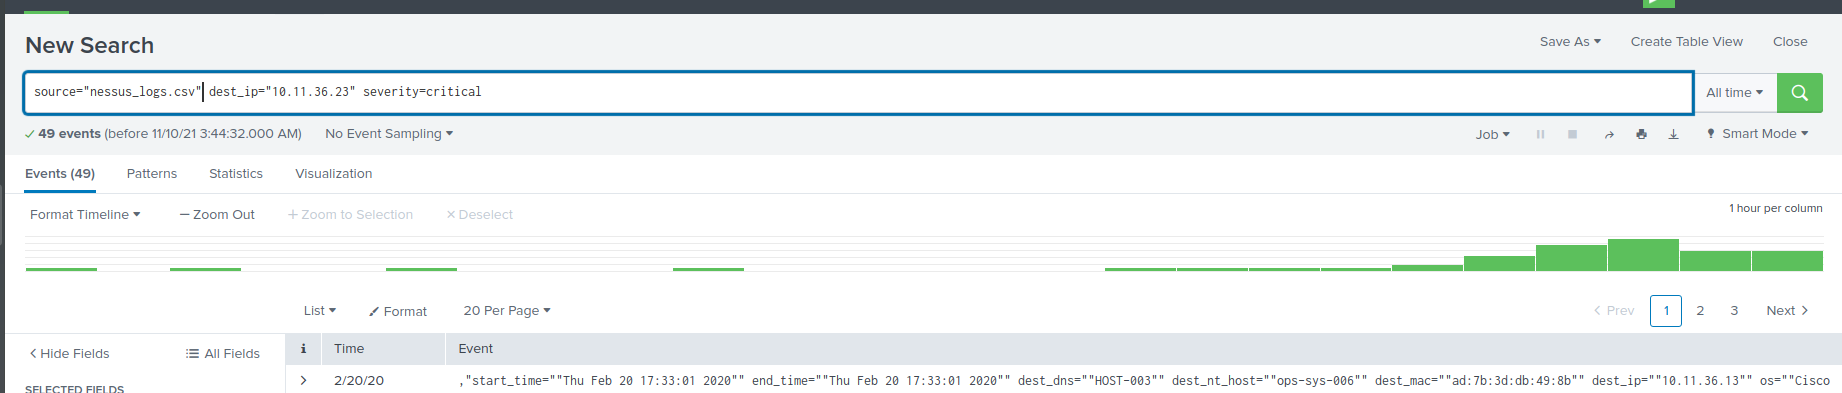 New Search
Save As Create Table View Close
source="nessus_logs.csv" dest_ip="10.11.36.23" severity=critical
All time
49 events (before 11/10/21 3:44:32.000 AM) No Event Sampling
Job Smart Mode
Events (49) Patterns Statistics Visualization
Format Timeline — Zoom Out + Zoom to Selection × Deselect
1 hour per column
List Format 20 Per Page
< Prev 1 2 3 Next >
< Hide Fields All Fields
i Time Event
SELECTED FIELDS
> 2/20/20 ,"start_time=""Thu Feb 20 17:33:01 2020"" end_time=""Thu Feb 20 17:33:01 2020"" dest_dns=""HOST-003"" dest_nt_host=""ops-sys-006"" dest_mac=""ad:7b:3d:db:49:8b"" dest_ip=""10.11.36.13"" os=""Cisco